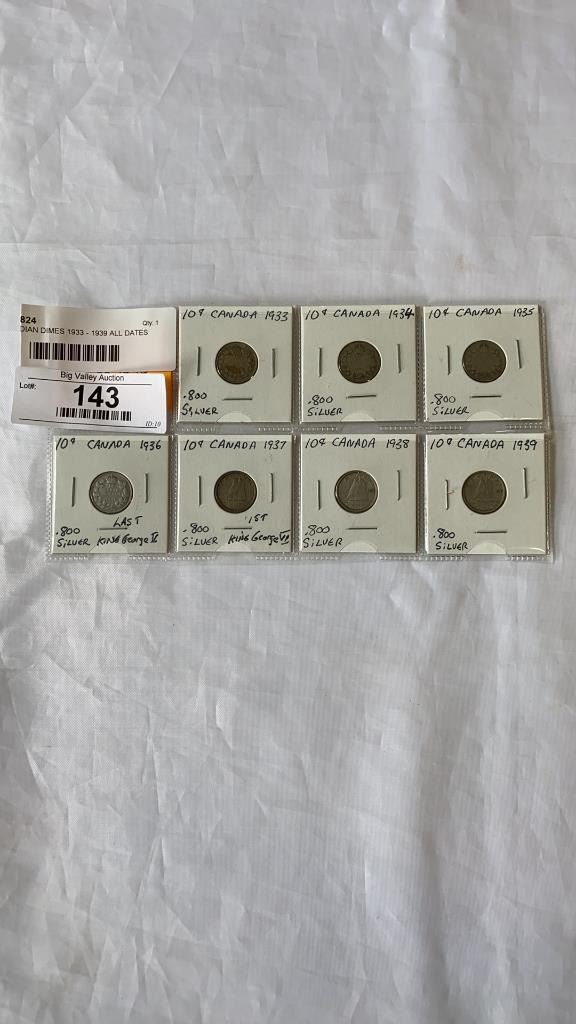 824 Qty: 1
DIAN DIMES 1933 - 1939 ALL DATES
Big Valley Auction
Lot#: 143
ID:10
10¢ CANADA 1933
.800
SILVER
10¢ CANADA 1934
.800
SILVER
10¢ CANADA 1935
.800
SILVER
10¢ CANADA 1936
LAST
.800
SILVER KING George V
10¢ CANADA 1937
1ST
.800
SILVER KING George VI
10¢ CANADA 1938
.800
SILVER
10¢ CANADA 1939
.800
SILVER